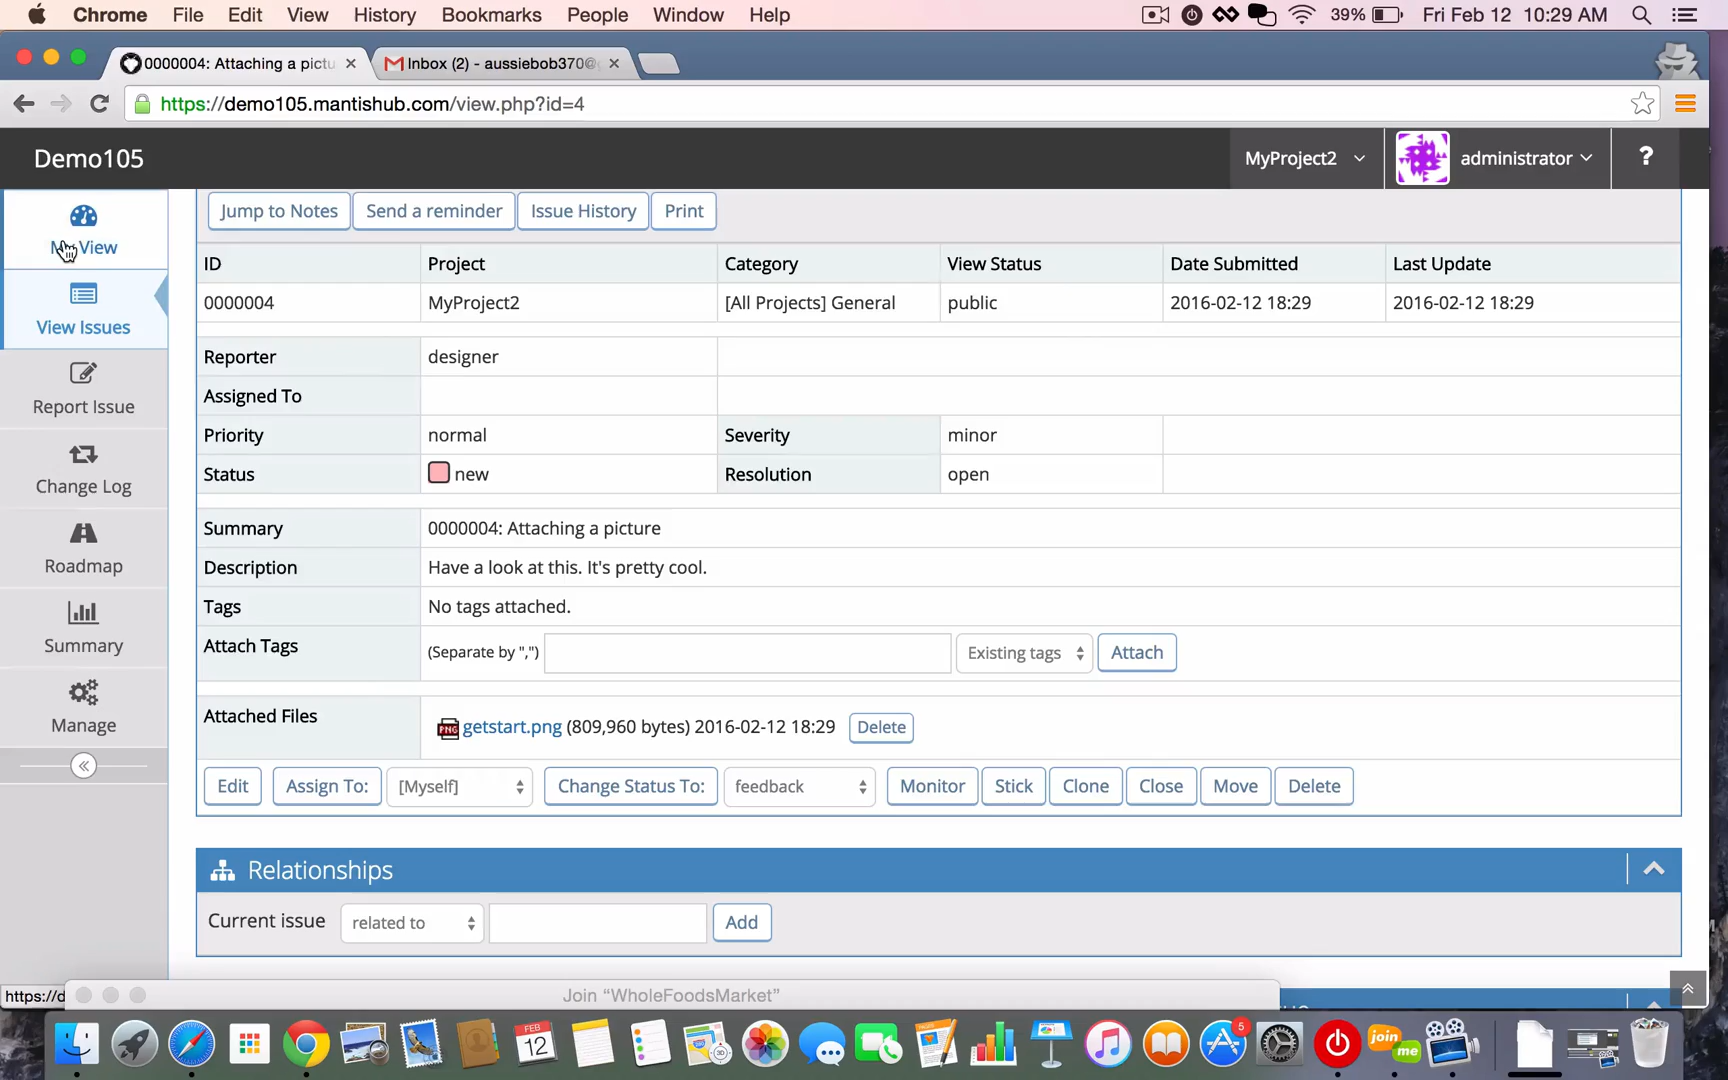 Chrome File Edit View History Bookmarks People Window Help 39% Fri Feb 12 10:29 AM
0000004: Attaching a pictu Inbox (2) - aussiebob370@
https://demo105.mantishub.com/view.php?id=4
Demo105 MyProject2 administrator ?
Jump to Notes Send a reminder Issue History Print
My View
View Issues
Report Issue
Change Log
Roadmap
Summary
Manage
ID Project Category View Status Date Submitted Last Update
0000004 MyProject2 [All Projects] General public 2016-02-12 18:29 2016-02-12 18:29
Reporter designer
Assigned To
Priority normal Severity minor
Status new Resolution open
Summary 0000004: Attaching a picture
Description Have a look at this. It's pretty cool.
Tags No tags attached.
Attach Tags (Separate by ",") Existing tags Attach
Attached Files PNG getstart.png (809,960 bytes) 2016-02-12 18:29 Delete
Edit Assign To: [Myself] Change Status To: feedback Monitor Stick Clone Close Move Delete
Relationships
Current issue related to Add
https://d
Join “WholeFoodsMarket”
FEB
12
5
join
me